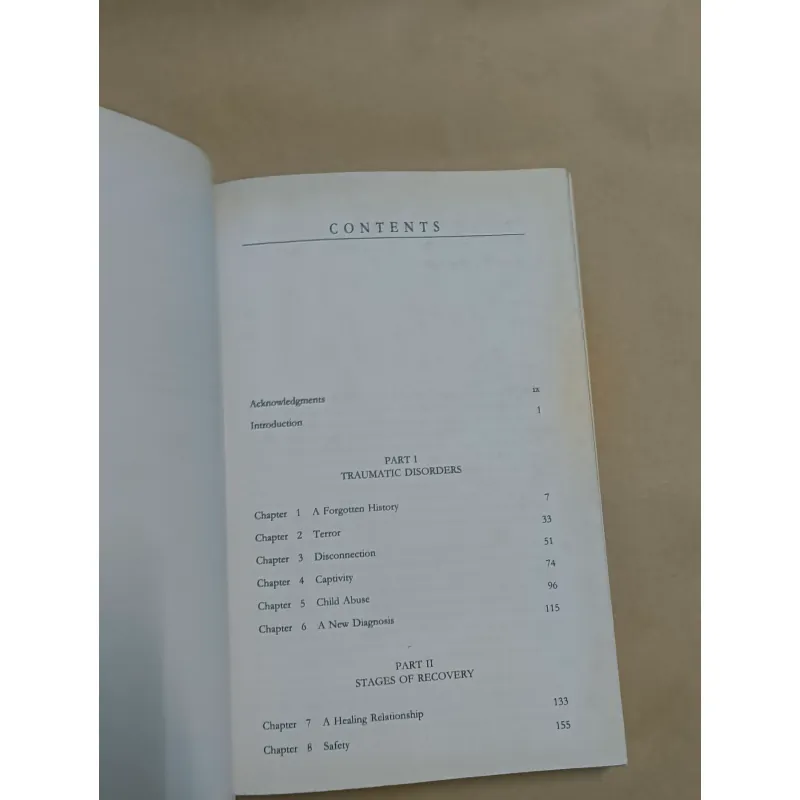 CONTENTS
Acknowledgments ix
Introduction 1
PART I
TRAUMATIC DISORDERS
Chapter 1 A Forgotten History 7
Chapter 2 Terror 33
Chapter 3 Disconnection 51
Chapter 4 Captivity 74
Chapter 5 Child Abuse 96
Chapter 6 A New Diagnosis 115
PART II
STAGES OF RECOVERY
Chapter 7 A Healing Relationship 133
Chapter 8 Safety 155